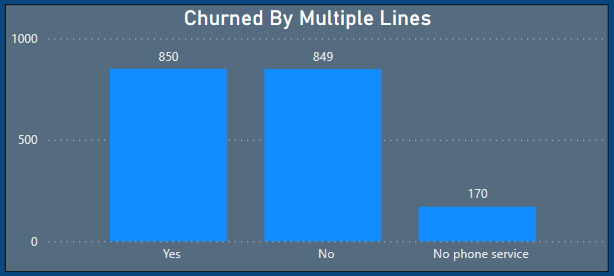 Churned By Multiple Lines
1000
850
849
500
170
0
Yes
No
No phone service